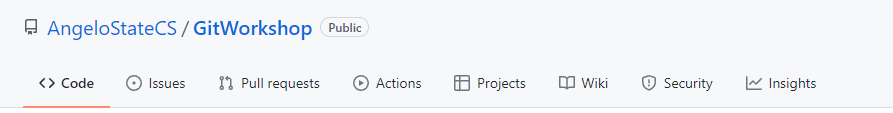 AngeloStateCS / GitWorkshop Public
Code Issues Pull requests Actions Projects Wiki Security Insights